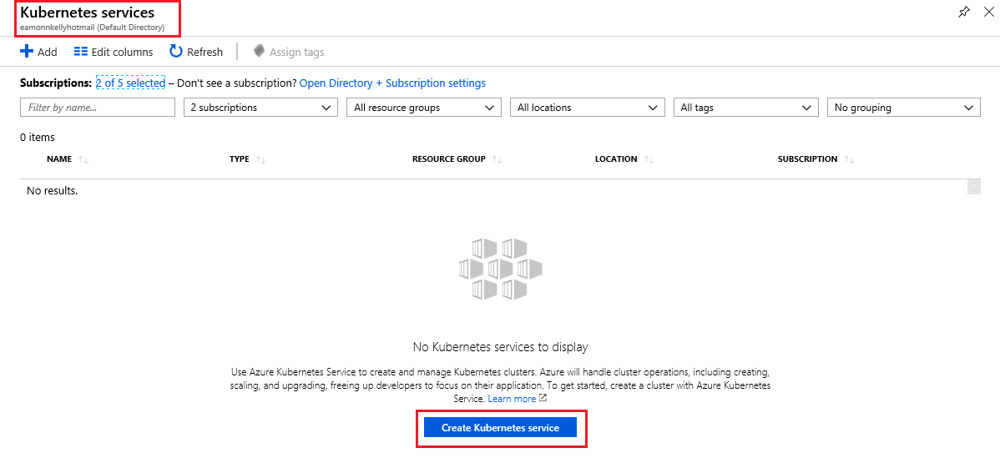 Kubernetes services
eamonnkellyhotmail (Default Directory)
Add Edit columns Refresh Assign tags
Subscriptions: 2 of 5 selected – Don't see a subscription? Open Directory + Subscription settings
Filter by name... 2 subscriptions All resource groups All locations All tags No grouping
0 items
NAME TYPE RESOURCE GROUP LOCATION SUBSCRIPTION
No results.
No Kubernetes services to display
Use Azure Kubernetes Service to create and manage Kubernetes clusters. Azure will handle cluster operations, including creating,
scaling, and upgrading, freeing up developers to focus on their application. To get started, create a cluster with Azure Kubernetes
Service. Learn more
Create Kubernetes service